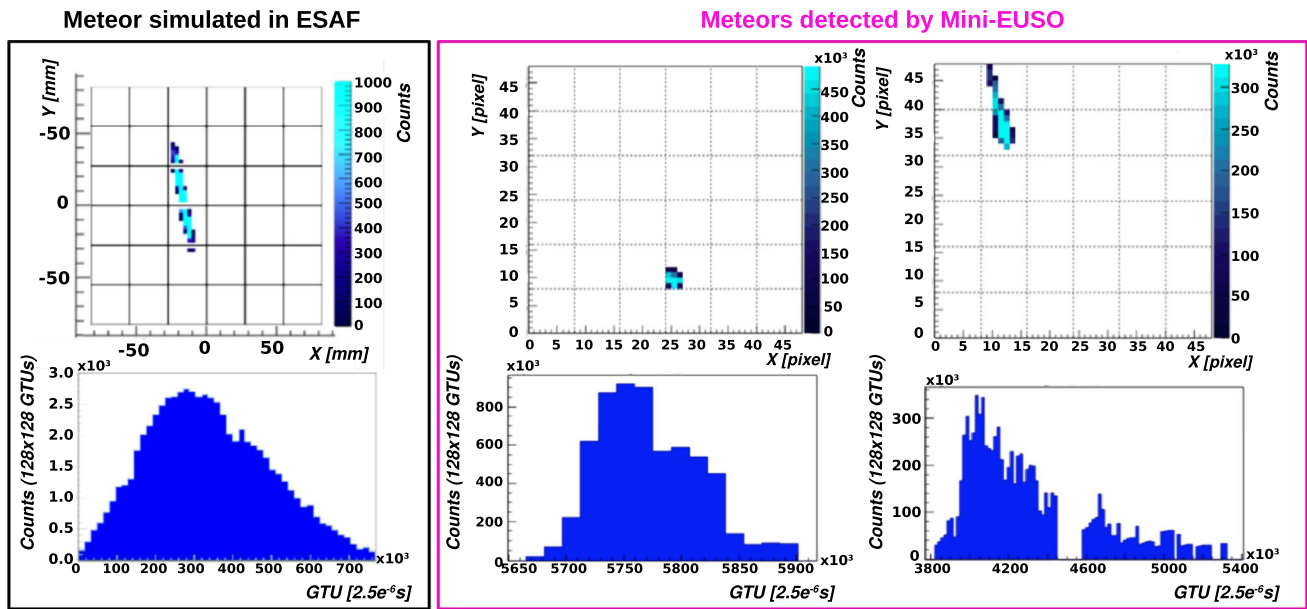 Meteor simulated in ESAF
Meteors detected by Mini-EUSO
Y [mm]
-50
0
-50
-50 0 50
X [mm]
1000
900
800
700
600
500
400
300
200
100
0
Counts
Y [pixel]
45
40
35
30
25
20
15
10
5
0
0 5 10 15 20 25 30 35 40 45
X [pixel]
x10³
450
400
350
300
250
200
150
100
50
0
Counts
Y [pixel]
45
40
30
25
20
15
10
5
0
0 5 10 15 20 25 30 35 40 45
X [pixel]
x10³
300
250
200
150
100
50
0
Counts
Counts (128x128 GTUs)
3.0 x10³
2.5
2.0
1.5
1.0
0.5
0.0
0 100 200 300 400 500 600 700 x10³
GTU [2.5e⁻⁶s]
Counts (128x128 GTUs)
800
600
400
200
0
5650 5700 5750 5800 5850 5900 x10³
GTU [2.5e⁻⁶s]
Counts (128x128 GTUs)
x10³
300
200
100
0
3800 4200 4600 5000 5400
x10³
GTU [2.5e⁻⁶s]